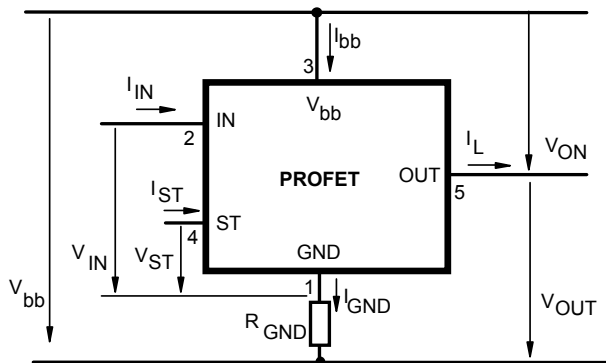 I bb
3
I IN
V bb
IN
2
I L
V ON
PROFET
OUT
I ST
5
ST
4
GND
V IN
V ST
V bb
1
I GND
V OUT
R GND